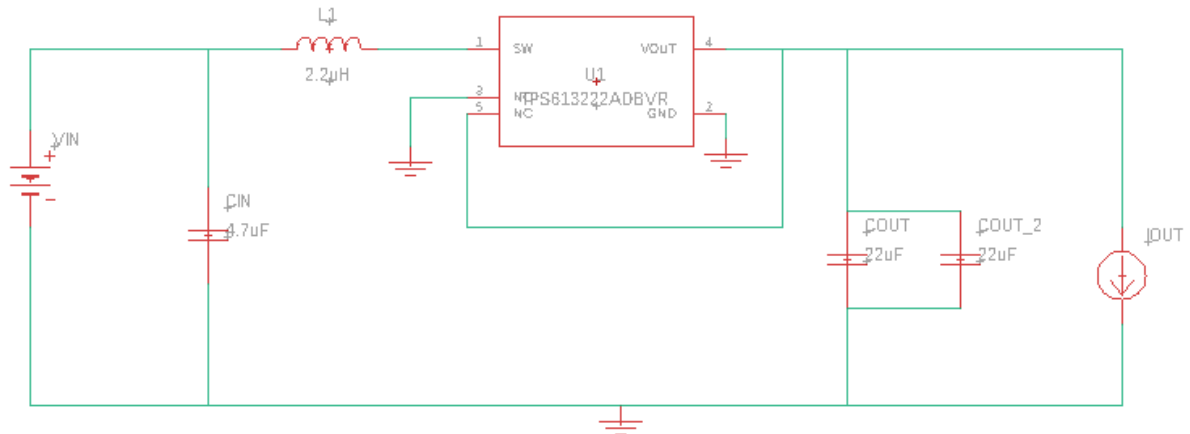 L1
2.2uH
1
SW
VOUT
4
U1
TPS613222ADBVR
3
5
NC
GND
2
VIN
+
-
CIN
4.7uF
COUT
22uF
COUT_2
22uF
IOUT